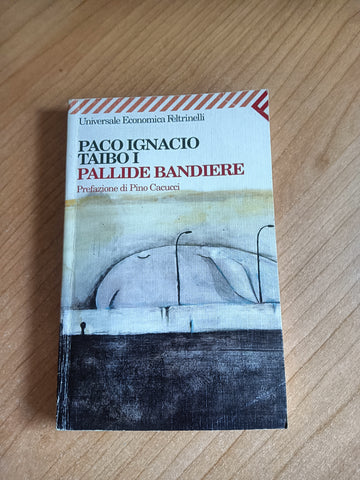 Universale Economica Feltrinelli
PACO IGNACIO
TAIBO I
PALLIDE BANDIERE
Prefazione di Pino Cacucci